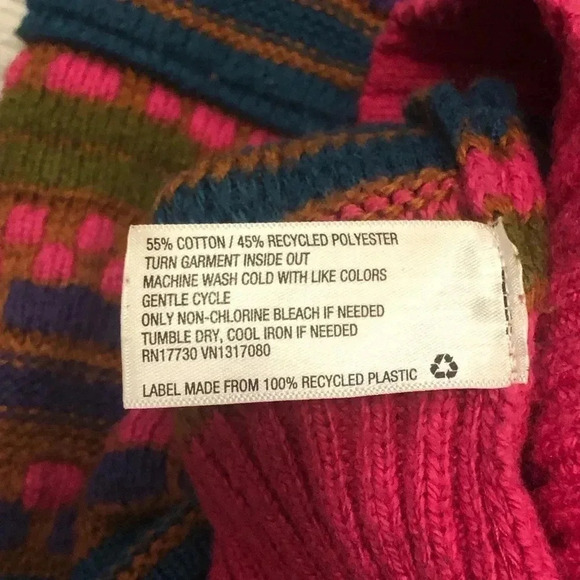 55% COTTON / 45% RECYCLED POLYESTER
TURN GARMENT INSIDE OUT
MACHINE WASH COLD WITH LIKE COLORS
GENTLE CYCLE
ONLY NON-CHLORINE BLEACH IF NEEDED
TUMBLE DRY, COOL IRON IF NEEDED
RN17730 VN1317080
LABEL MADE FROM 100% RECYCLED PLASTIC